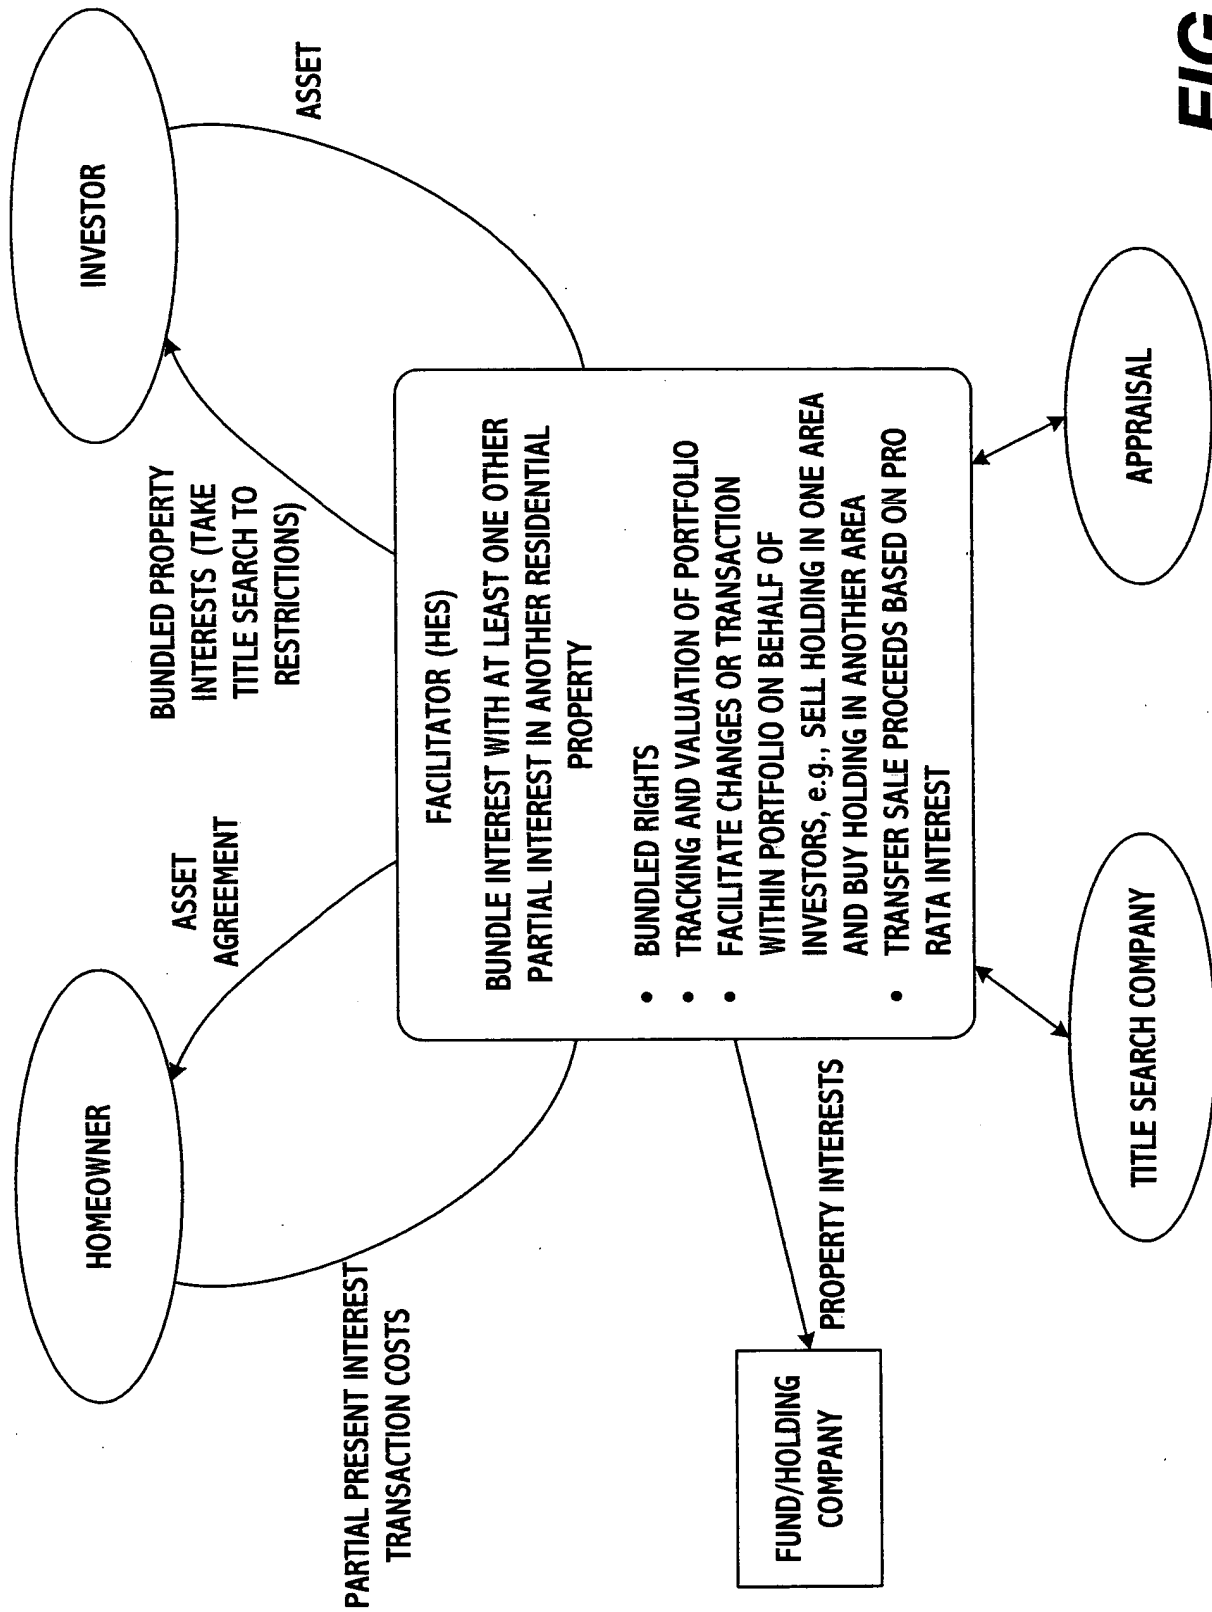 HOMEOWNER
INVESTOR
ASSET
AGREEMENT
BUNDLED PROPERTY
INTERESTS (TAKE
TITLE SEARCH TO
RESTRICTIONS)
ASSET
PARTIAL PRESENT INTEREST
TRANSACTION COSTS
FACILITATOR (HES)
BUNDLE INTEREST WITH AT LEAST ONE OTHER
PARTIAL INTEREST IN ANOTHER RESIDENTIAL
PROPERTY
• BUNDLED RIGHTS
• TRACKING AND VALUATION OF PORTFOLIO
• FACILITATE CHANGES OR TRANSACTION
WITHIN PORTFOLIO ON BEHALF OF
INVESTORS, e.g., SELL HOLDING IN ONE AREA
AND BUY HOLDING IN ANOTHER AREA
• TRANSFER SALE PROCEEDS BASED ON PRO
RATA INTEREST
PROPERTY INTERESTS
FUND/HOLDING
COMPANY
TITLE SEARCH COMPANY
APPRAISAL
FIG